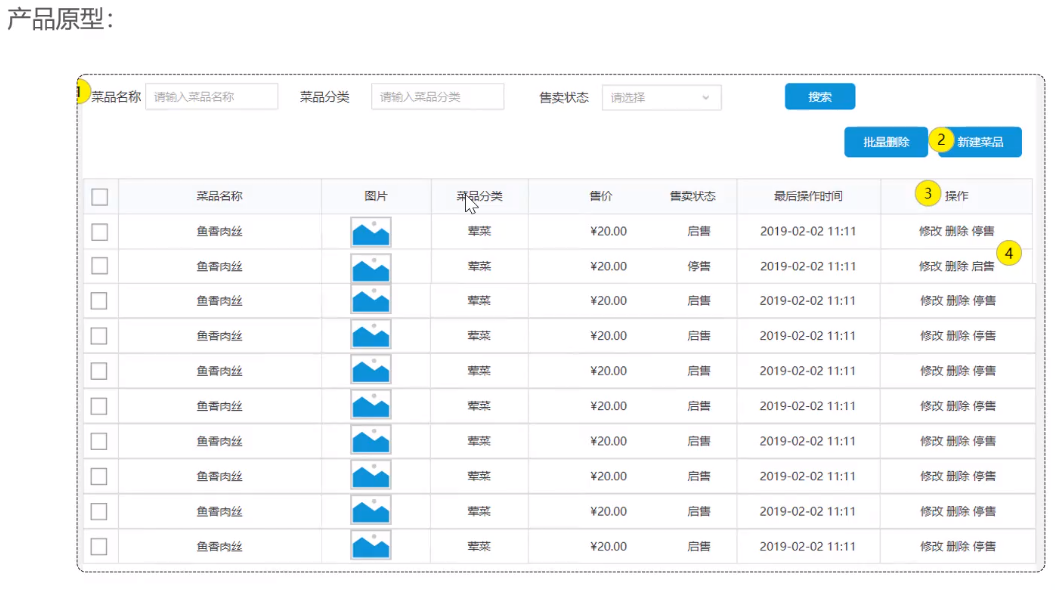 产品原型：
1 菜品名称 请输入菜品名称 菜品分类 请输入菜品分类 售卖状态 请选择 搜索
批量删除 2 新建菜品
菜品名称 图片 菜品分类 售价 售卖状态 最后操作时间 3 操作
鱼香肉丝 荤菜 ¥20.00 启售 2019-02-02 11:11 修改 删除 停售
4
鱼香肉丝 荤菜 ¥20.00 停售 2019-02-02 11:11 修改 删除 启售
鱼香肉丝 荤菜 ¥20.00 启售 2019-02-02 11:11 修改 删除 停售
鱼香肉丝 荤菜 ¥20.00 启售 2019-02-02 11:11 修改 删除 停售
鱼香肉丝 荤菜 ¥20.00 启售 2019-02-02 11:11 修改 删除 停售
鱼香肉丝 荤菜 ¥20.00 启售 2019-02-02 11:11 修改 删除 停售
鱼香肉丝 荤菜 ¥20.00 启售 2019-02-02 11:11 修改 删除 停售
鱼香肉丝 荤菜 ¥20.00 启售 2019-02-02 11:11 修改 删除 停售
鱼香肉丝 荤菜 ¥20.00 启售 2019-02-02 11:11 修改 删除 停售
鱼香肉丝 荤菜 ¥20.00 启售 2019-02-02 11:11 修改 删除 停售